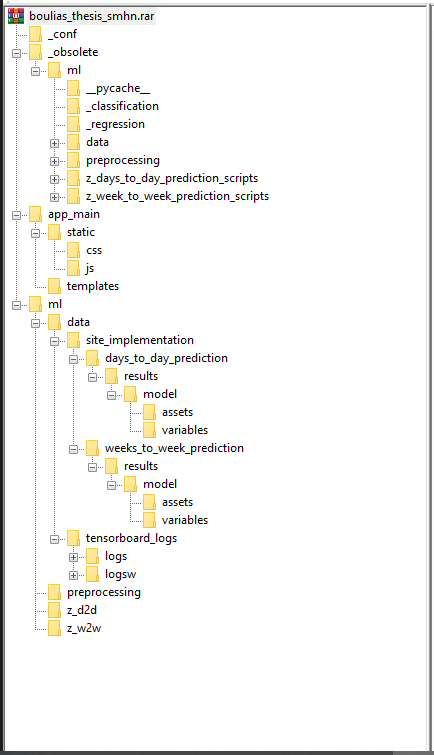 boulias_thesis_smhn.rar
_conf
_obsolete
ml
__pycache__
_classification
_regression
data
preprocessing
z_days_to_day_prediction_scripts
z_week_to_week_prediction_scripts
app_main
static
css
js
templates
ml
data
site_implementation
days_to_day_prediction
results
model
assets
variables
weeks_to_week_prediction
results
model
assets
variables
tensorboard_logs
logs
logsw
preprocessing
z_d2d
z_w2w